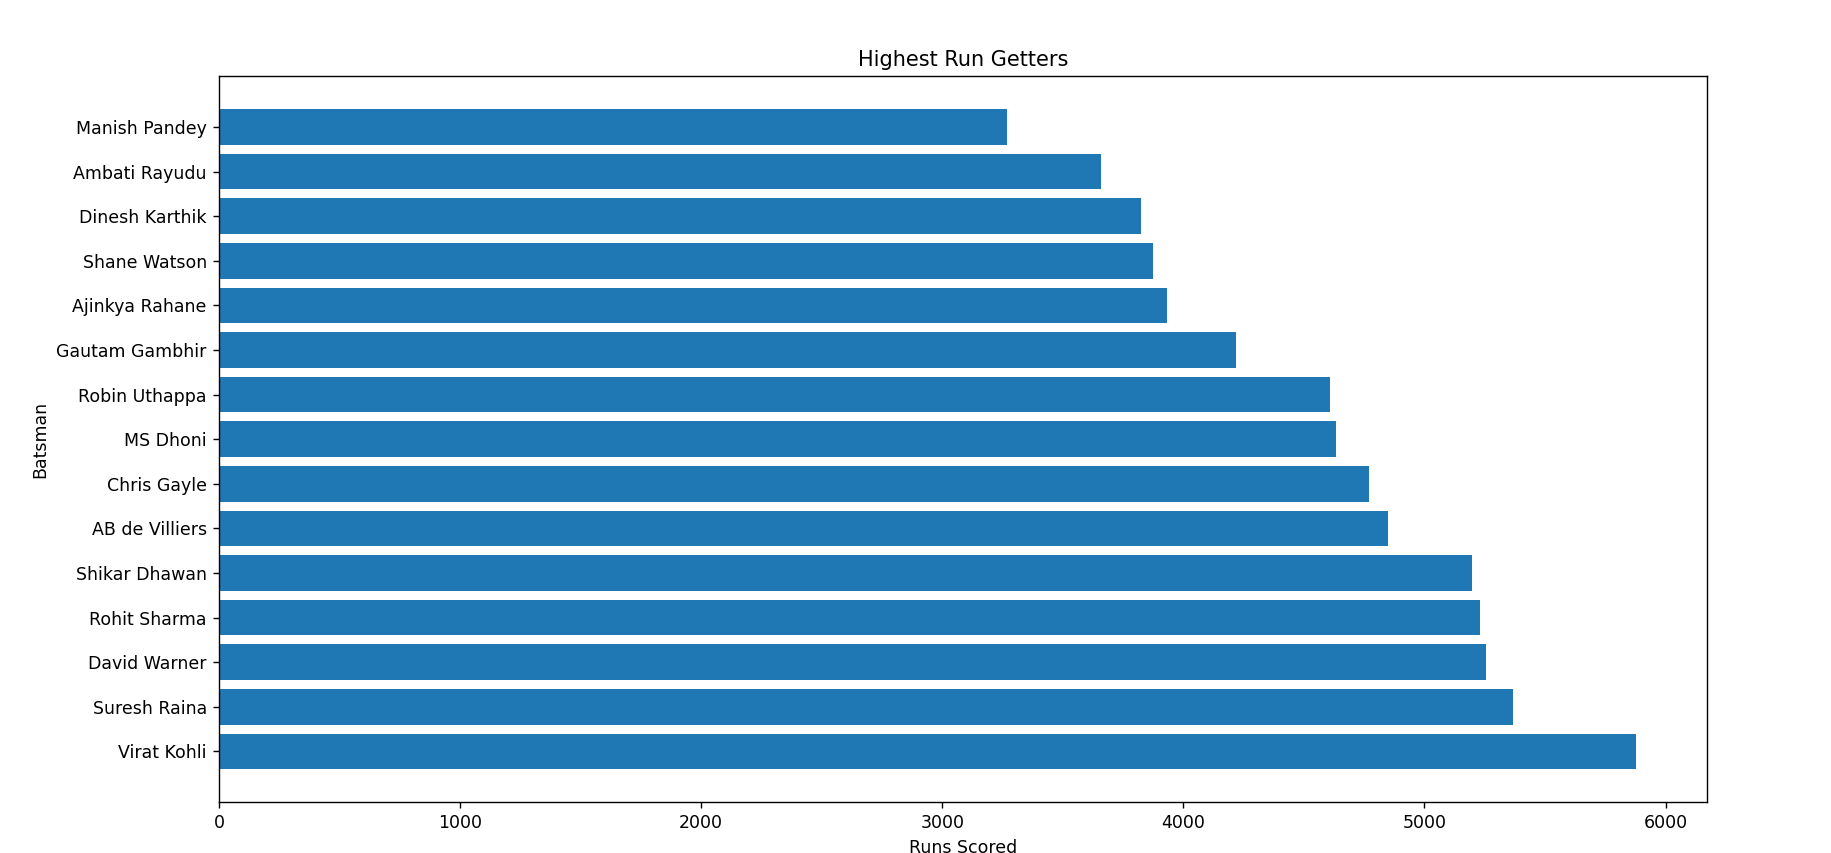 Highest Run Getters
Manish Pandey
Ambati Rayudu
Dinesh Karthik
Shane Watson
Ajinkya Rahane
Gautam Gambhir
Robin Uthappa
MS Dhoni
Chris Gayle
AB de Villiers
Shikar Dhawan
Rohit Sharma
David Warner
Suresh Raina
Virat Kohli
Batsman
0 1000 2000 3000 4000 5000 6000
Runs Scored